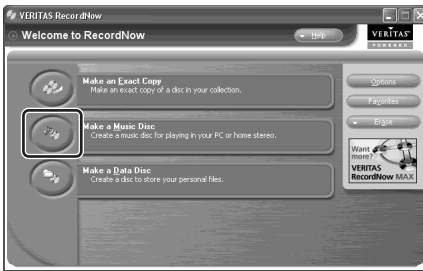 VERITAS RecordNow
Welcome to RecordNow
Help
VERITAS
POWERED
Make an Exact Copy
Make an exact copy of a disc in your collection.
Options
Favorites
Make a Music Disc
Create a music disc for playing in your PC or home stereo.
Erase
Want more?
VERITAS
RecordNow MAX
Make a Data Disc
Create a disc to store your personal files.